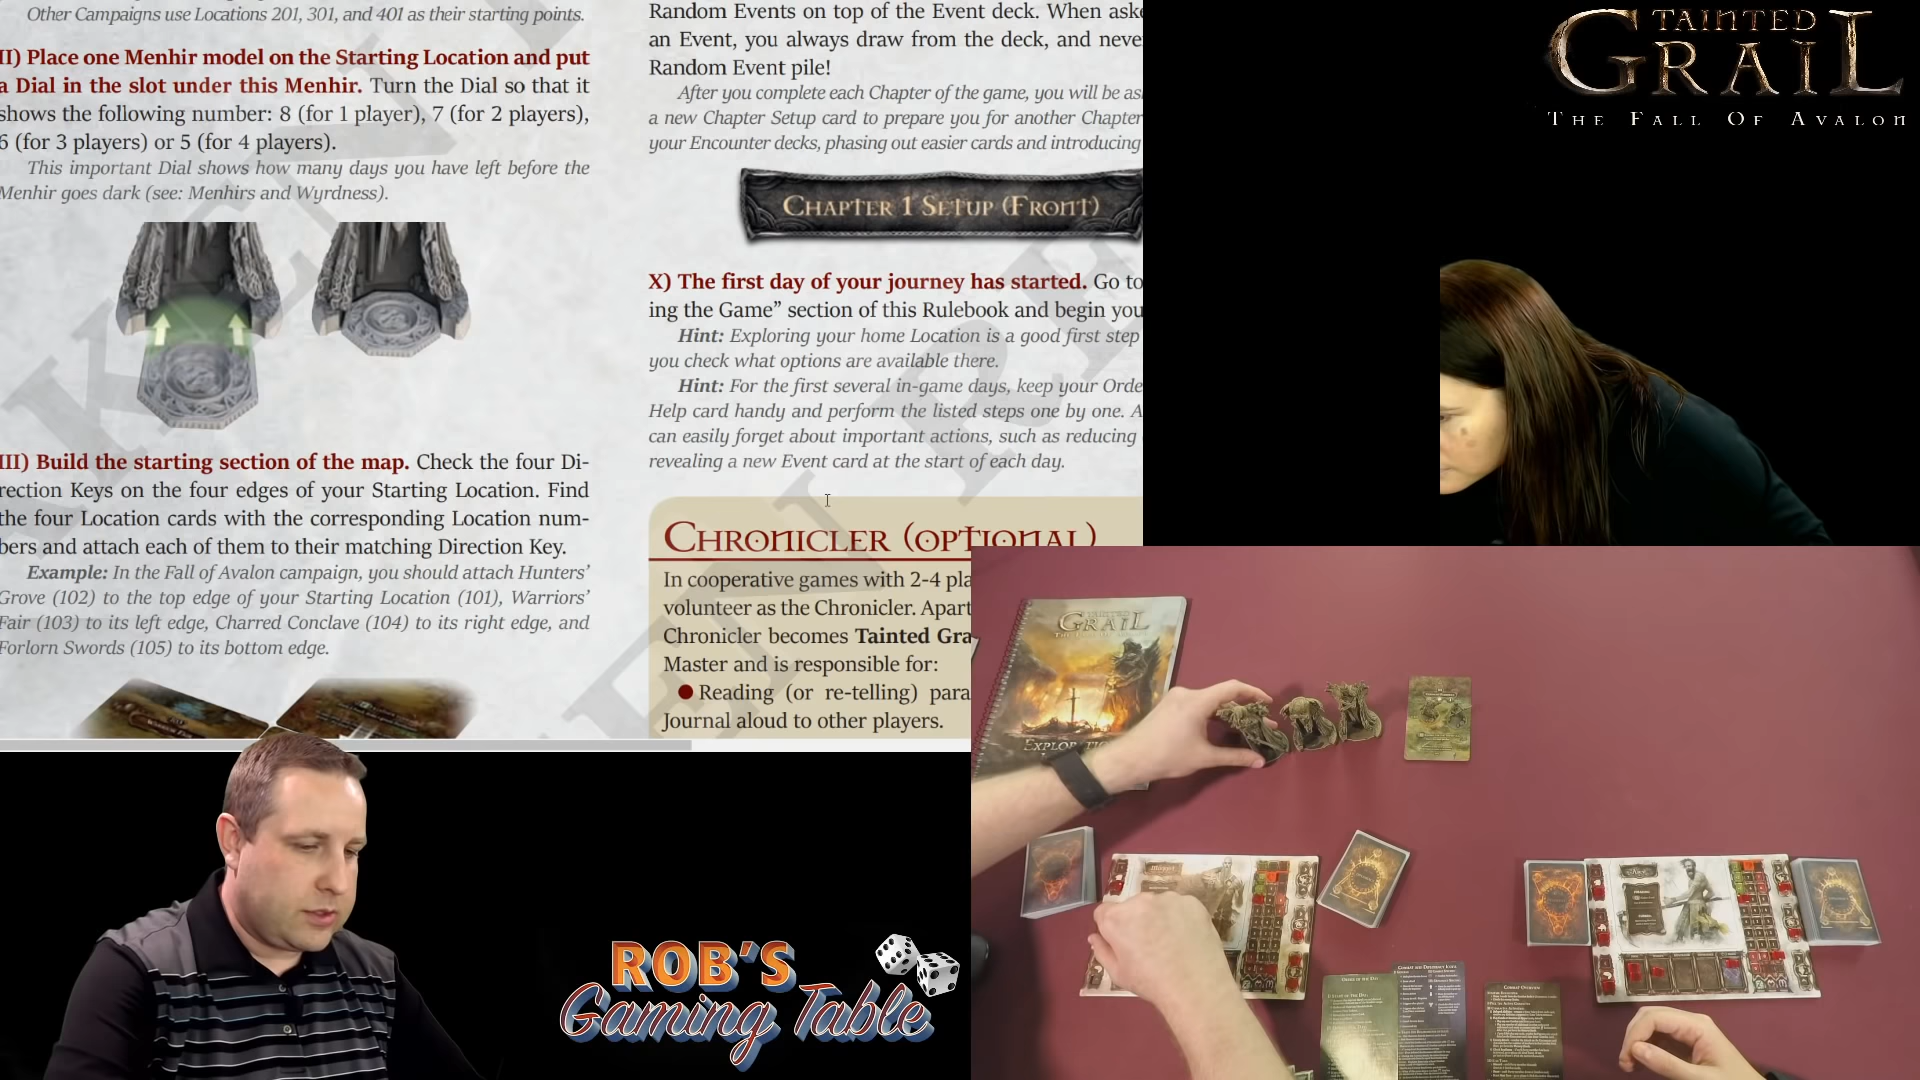 Other Campaigns use Locations 201, 301, and 401 as their starting points.
II) Place one Menhir model on the Starting Location and put
a Dial in the slot under this Menhir. Turn the Dial so that it
shows the following number: 8 (for 1 player), 7 (for 2 players),
6 (for 3 players) or 5 (for 4 players).
This important Dial shows how many days you have left before the
Menhir goes dark (see: Menhirs and Wyrdness).
III) Build the starting section of the map. Check the four Di-
rection Keys on the four edges of your Starting Location. Find
the four Location cards with the corresponding Location num-
bers and attach each of them to their matching Direction Key.
Example: In the Fall of Avalon campaign, you should attach Hunters'
Grove (102) to the top edge of your Starting Location (101), Warriors'
Fair (103) to its left edge, Charred Conclave (104) to its right edge, and
Forlorn Swords (105) to its bottom edge.
Random Events on top of the Event deck. When aske
an Event, you always draw from the deck, and neve
Random Event pile!
After you complete each Chapter of the game, you will be as
a new Chapter Setup card to prepare you for another Chapter
your Encounter decks, phasing out easier cards and introducing
Chapter 1 Setup (Front)
X) The first day of your journey has started. Go to
ing the Game" section of this Rulebook and begin you
Hint: Exploring your home Location is a good first step
you check what options are available there.
Hint: For the first several in-game days, keep your Orde
Help card handy and perform the listed steps one by one. A
can easily forget about important actions, such as reducing
revealing a new Event card at the start of each day.
Chronicler (optional)
In cooperative games with 2-4 pla
volunteer as the Chronicler. Apart
Chronicler becomes Tainted Gra
Master and is responsible for:
● Reading (or re-telling) para
Journal aloud to other players.
Tainted
Grail
The Fall Of Avalon
Tainted
Grail
ROB'S
Gaming Table